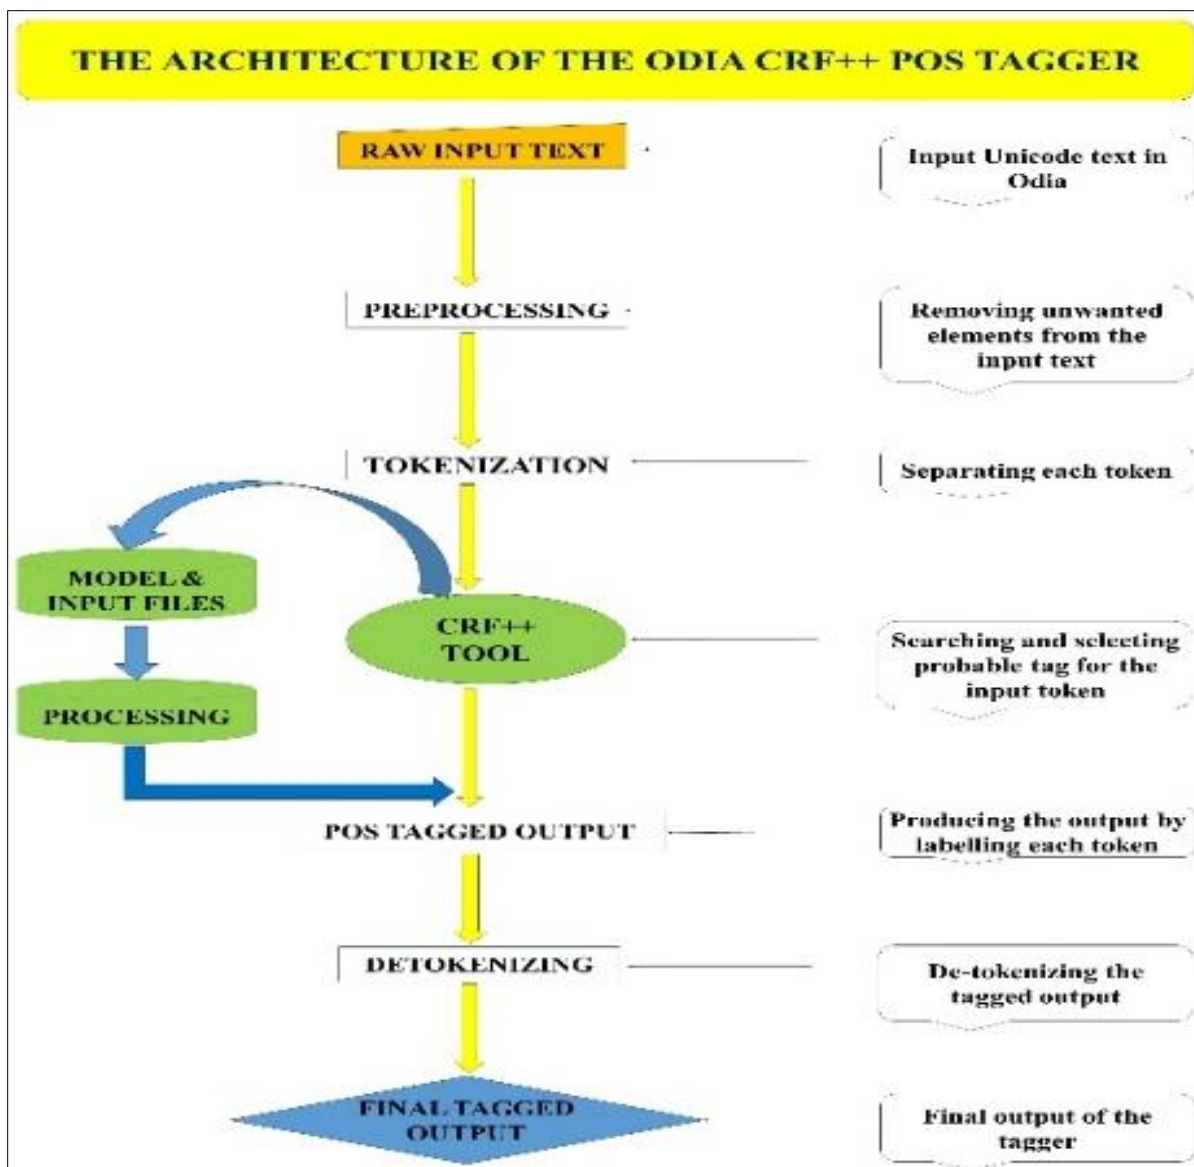 THE ARCHITECTURE OF THE ODIA CRF++ POS TAGGER
RAW INPUT TEXT
Input Unicode text in
Odia
PREPROCESSING
Removing unwanted
elements from the
input text
TOKENIZATION
Separating each token
MODEL &
INPUT FILES
CRF++
TOOL
Searching and selecting
probable tag for the
input token
PROCESSING
POS TAGGED OUTPUT
Producing the output by
labelling each token
DETOKENIZING
De-tokenizing the
tagged output
FINAL TAGGED
OUTPUT
Final output of the
tagger